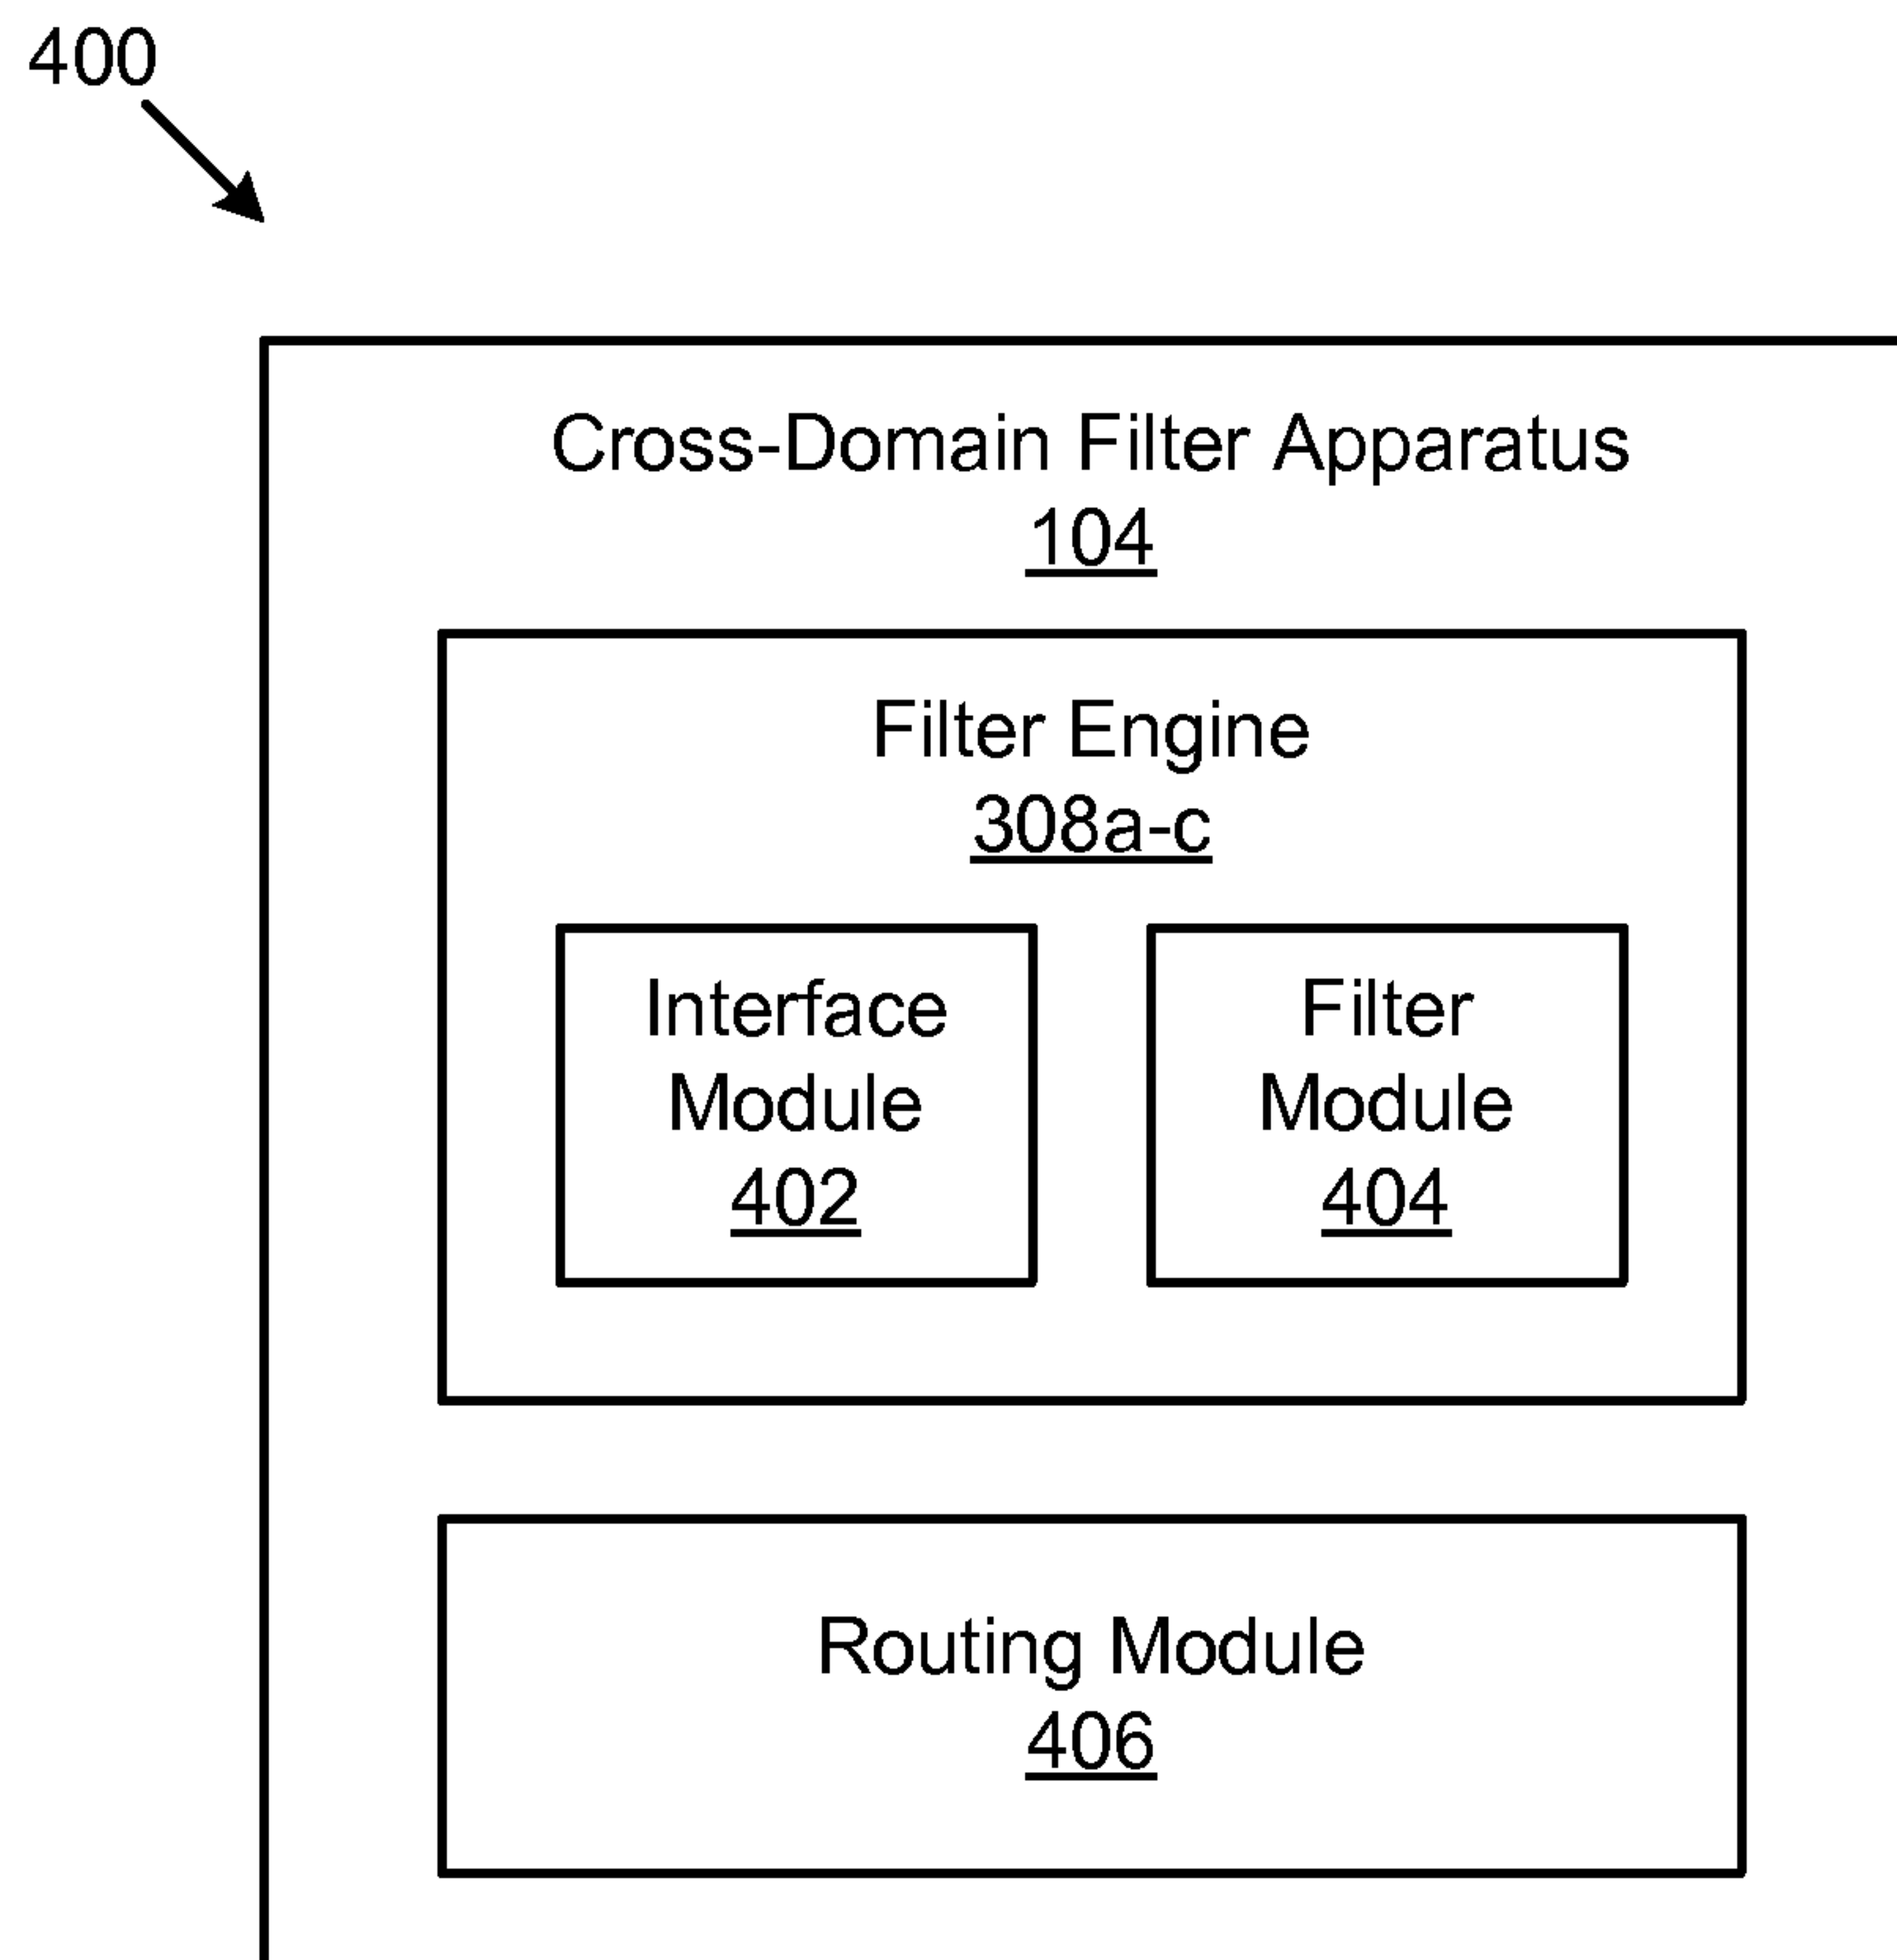 400
Cross-Domain Filter Apparatus
104
Filter Engine
308a-c
Interface
Module
402
Filter
Module
404
Routing Module
406